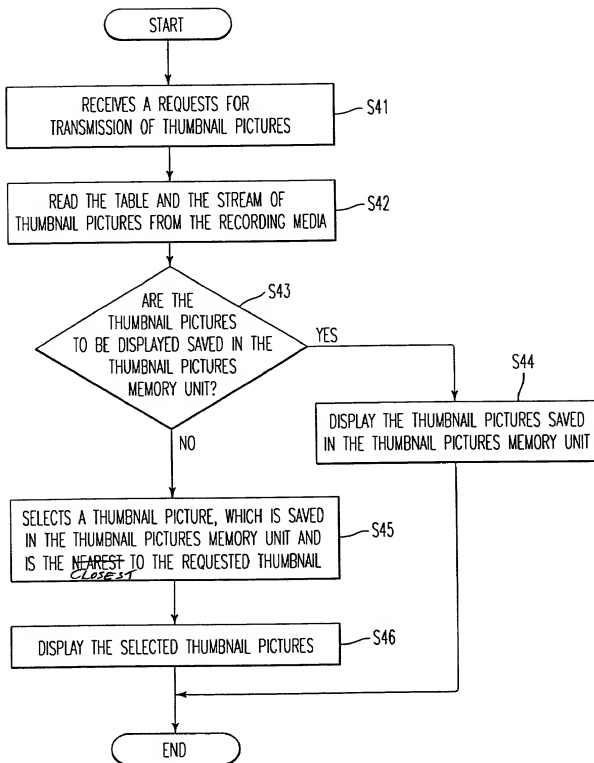 START
RECEIVES A REQUESTS FOR
TRANSMISSION OF THUMBNAIL PICTURES
S41
READ THE TABLE AND THE STREAM OF
THUMBNAIL PICTURES FROM THE RECORDING MEDIA
S42
ARE THE
THUMBNAIL PICTURES
TO BE DISPLAYED SAVED IN THE
THUMBNAIL PICTURES
MEMORY UNIT?
S43
YES
NO
S44
DISPLAY THE THUMBNAIL PICTURES SAVED
IN THE THUMBNAIL PICTURES MEMORY UNIT
SELECTS A THUMBNAIL PICTURE, WHICH IS SAVED
IN THE THUMBNAIL PICTURES MEMORY UNIT AND
IS THE NEAREST TO THE REQUESTED THUMBNAIL
CLOSEST
S45
DISPLAY THE SELECTED THUMBNAIL PICTURES
S46
END